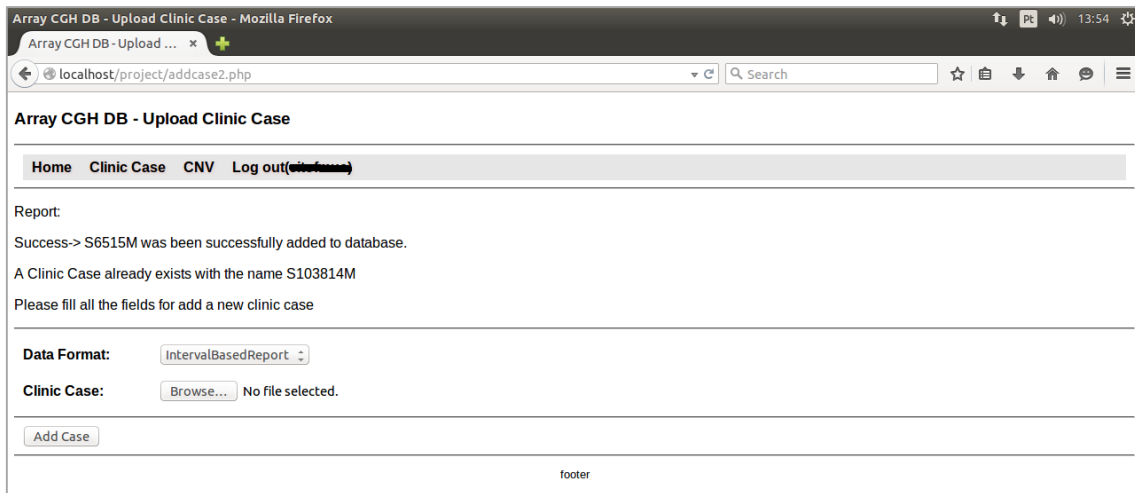 Array CGH DB - Upload Clinic Case - Mozilla Firefox Pt 13:54
Array CGH DB - Upload ...
localhost/project/addcase2.php Search
Array CGH DB - Upload Clinic Case
Home Clinic Case CNV Log out(
Report:
Success-> S6515M was been successfully added to database.
A Clinic Case already exists with the name S103814M
Please fill all the fields for add a new clinic case
Data Format: IntervalBasedReport
Clinic Case: Browse... No file selected.
Add Case
footer